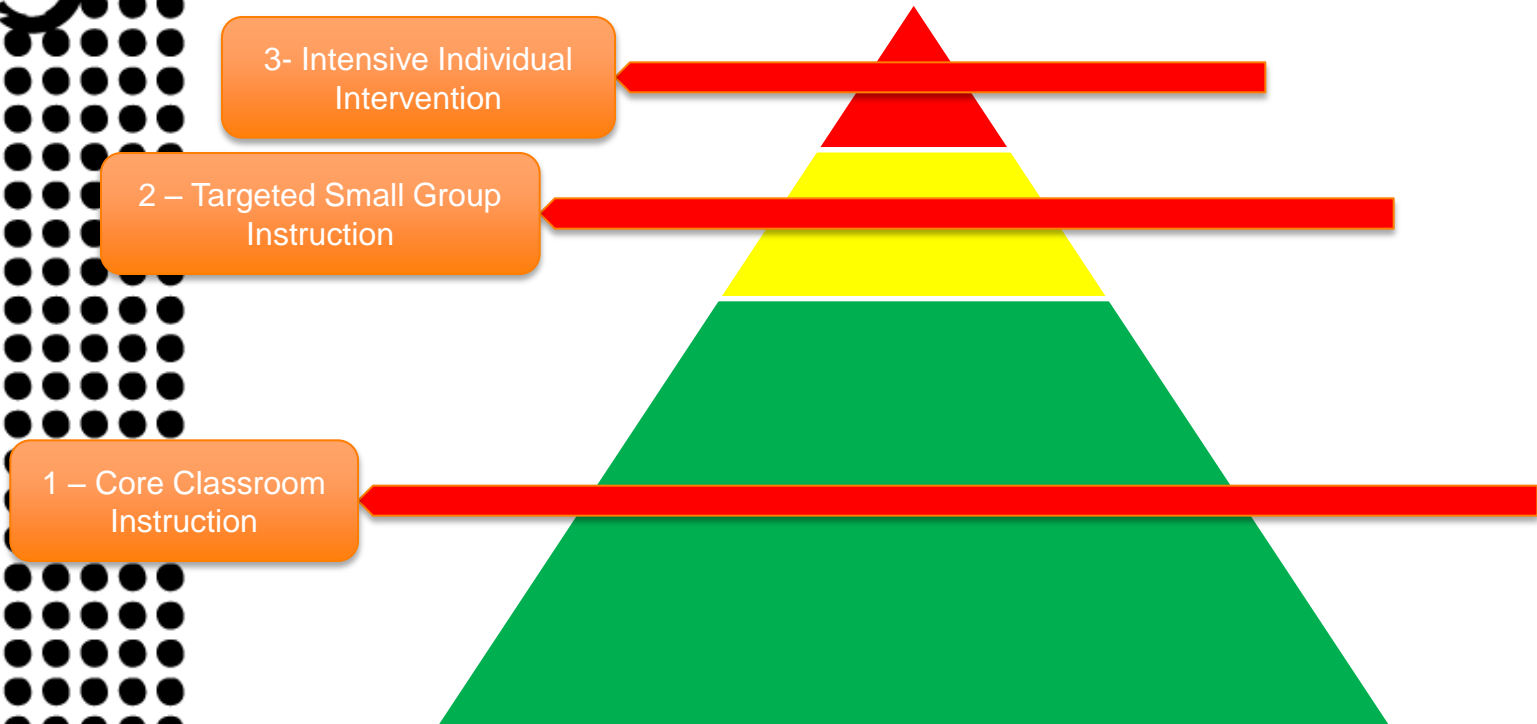 3- Intensive Individual
Intervention
2 – Targeted Small Group
Instruction
1 – Core Classroom
Instruction